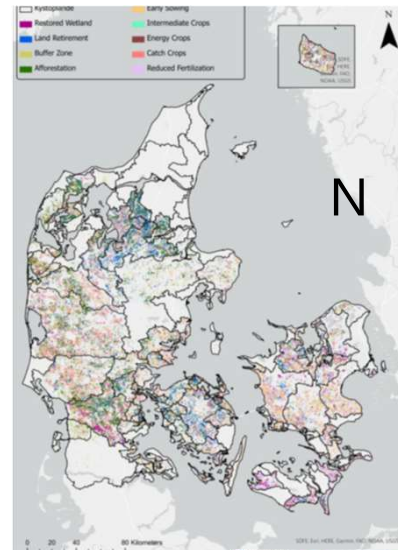 Kystoplande
Early Sowing
Restored Wetland
Intermediate Crops
Land Retirement
Energy Crops
Buffer Zone
Catch Crops
Afforestation
Reduced Fertilization
N
N
0 20 40 80 Kilometers